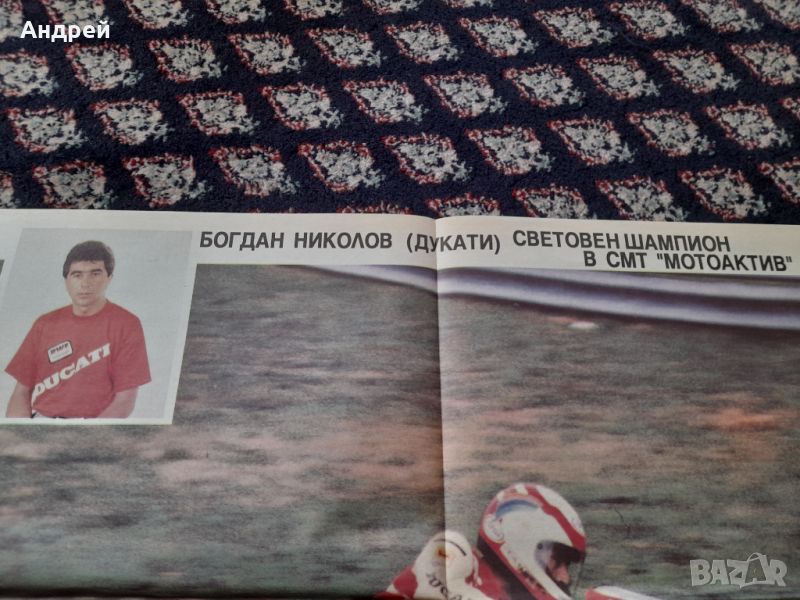 Андрей
БОГДАН НИКОЛОВ (ДУКАТИ) СВЕТОВЕН ШАМПИОН
В СМТ "МОТОАКТИВ"
DUCATI
BAZAR